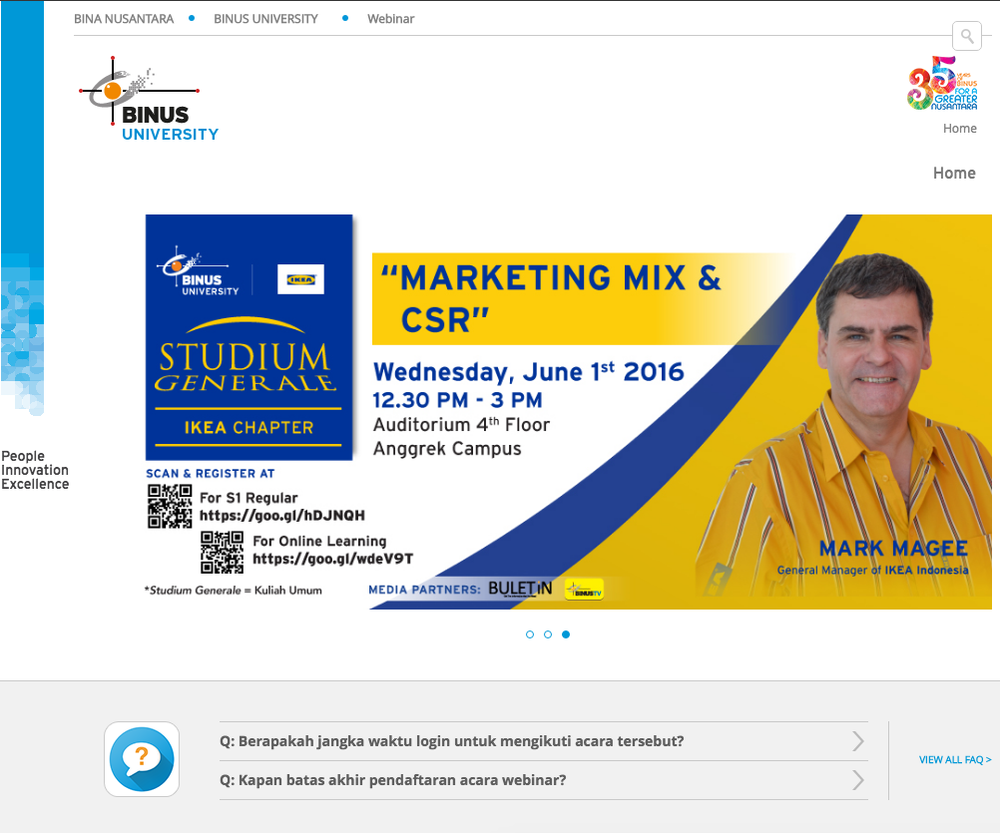 BINA NUSANTARA
BINUS UNIVERSITY
Webinar
BINUS
UNIVERSITY
35 YEARS OF BINUS
FOR A
GREATER
NUSANTARA
Home
Home
People
Innovation
Excellence
BINUS
UNIVERSITY
IKEA
STUDIUM
GENERALE
IKEA CHAPTER
“MARKETING MIX &
CSR”
Wednesday, June 1st 2016
12.30 PM - 3 PM
Auditorium 4th Floor
Anggrek Campus
SCAN & REGISTER AT
For S1 Regular
https://goo.gl/hDJNQH
For Online Learning
https://goo.gl/wdeV9T
*Studium Generale = Kuliah Umum
MEDIA PARTNERS:
BULETiN
BINUSTV
MARK MAGEE
General Manager of IKEA Indonesia
?
Q: Berapakah jangka waktu login untuk mengikuti acara tersebut?
Q: Kapan batas akhir pendaftaran acara webinar?
VIEW ALL FAQ >